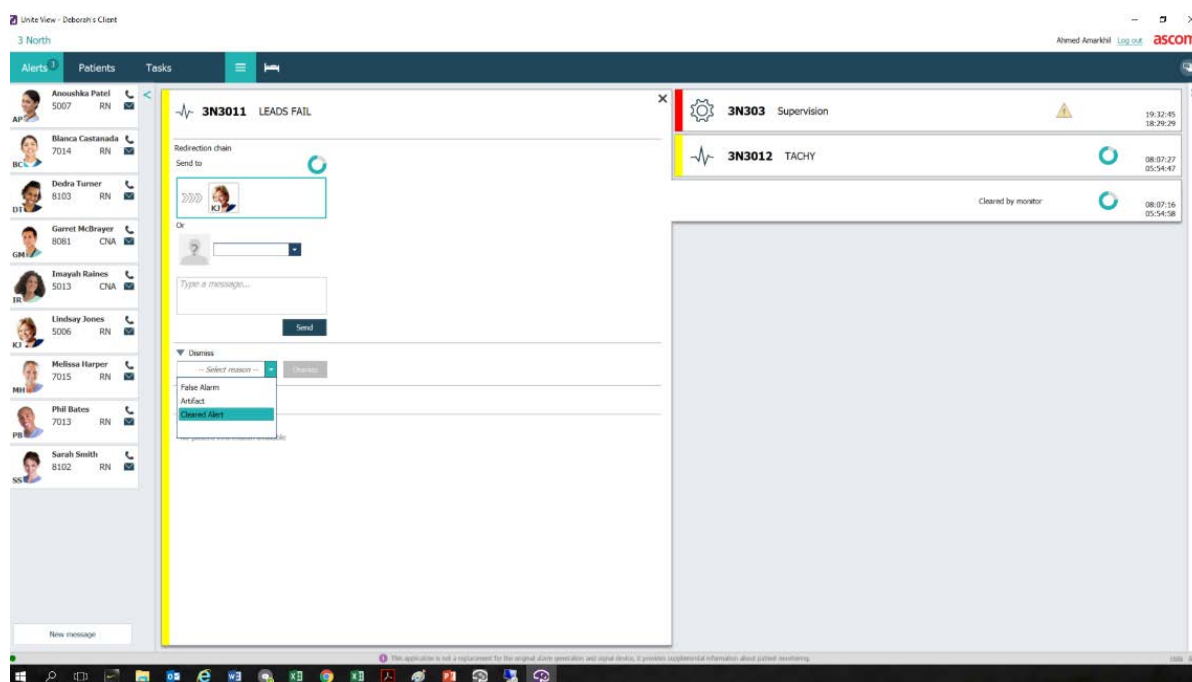 Unite View - Deborah's Client
3 North
Ahmed Amarkhil Log out ascom
Alerts 1 Patients Tasks
Anoushka Patel
5007 RN
AP
Blanca Castanada
7014 RN
BC
Dedra Turner
8103 RN
DT
Garret McBrayer
8081 CNA
GM
Imayah Raines
5013 CNA
IR
Lindsay Jones
5006 RN
KJ
Melissa Harper
7015 RN
MH
Phil Bates
7013 RN
PB
Sarah Smith
8102 RN
SS
New message
<
3N3011 LEADS FAIL
Redirection chain
Send to
KJ
Or
?
Type a message...
Send
Dismiss
-- Select reason --
Dismiss
False Alarm
Artifact
Cleared Alert
No patient information available
3N303 Supervision
19:32:45
18:29:29
3N3012 TACHY
08:07:27
05:54:47
Cleared by monitor
08:07:16
05:54:58
This application is not a replacement for the original alarm generation and signal device, it provides supplemental information about patient monitoring.